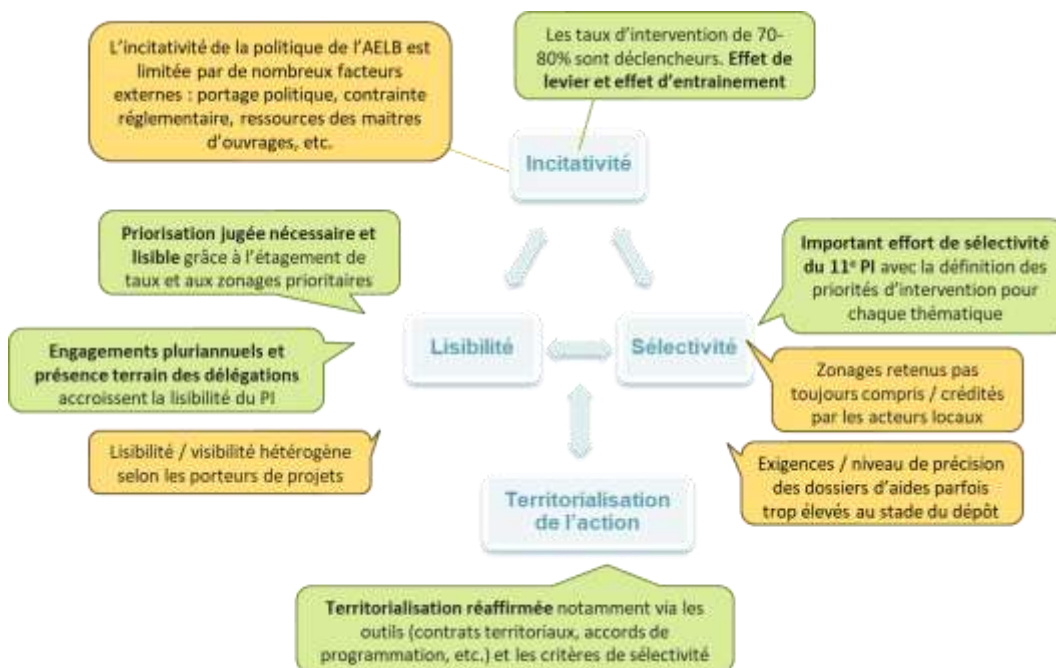 L'incitativité de la politique de l'AELB est
limitée par de nombreux facteurs
externes : portage politique, contrainte
réglementaire, ressources des maitres
d'ouvrages, etc.
Les taux d'intervention de 70-
80% sont déclencheurs. Effet de
levier et effet d'entrainement
Incitativité
Priorisation jugée nécessaire et
lisible grâce à l'étagement de
taux et aux zonages prioritaires
Important effort de sélectivité
du 11e PI avec la définition des
priorités d'intervention pour
chaque thématique
Lisibilité
Sélectivité
Engagements pluriannuels et
présence terrain des délégations
accroissent la lisibilité du PI
Zonages retenus pas
toujours compris / crédités
par les acteurs locaux
Lisibilité / visibilité hétérogène
selon les porteurs de projets
Exigences / niveau de précision
des dossiers d'aides parfois
trop élevés au stade du dépôt
Territorialisation
de l'action
Territorialisation réaffirmée notamment via les
outils (contrats territoriaux, accords de
programmation, etc.) et les critères de sélectivité